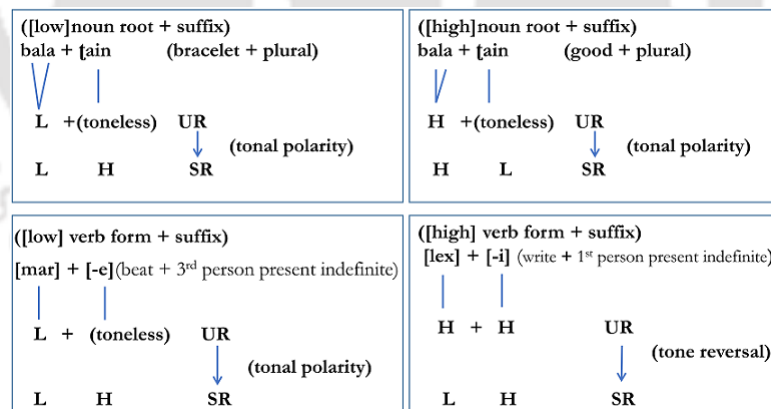 ([low]noun root + suffix)
bala + ʈain (bracelet + plural)
L +(toneless) UR
(tonal polarity)
L H SR
([high]noun root + suffix)
bala + ʈain (good + plural)
H +(toneless) UR
(tonal polarity)
H L SR
([low] verb form + suffix)
[mar] + [-e](beat + 3rd person present indefinite)
L + (toneless) UR
(tonal polarity)
L H SR
([high] verb form + suffix)
[lex] + [-i] (write + 1st person present indefinite)
H + H UR
(tone reversal)
L H SR